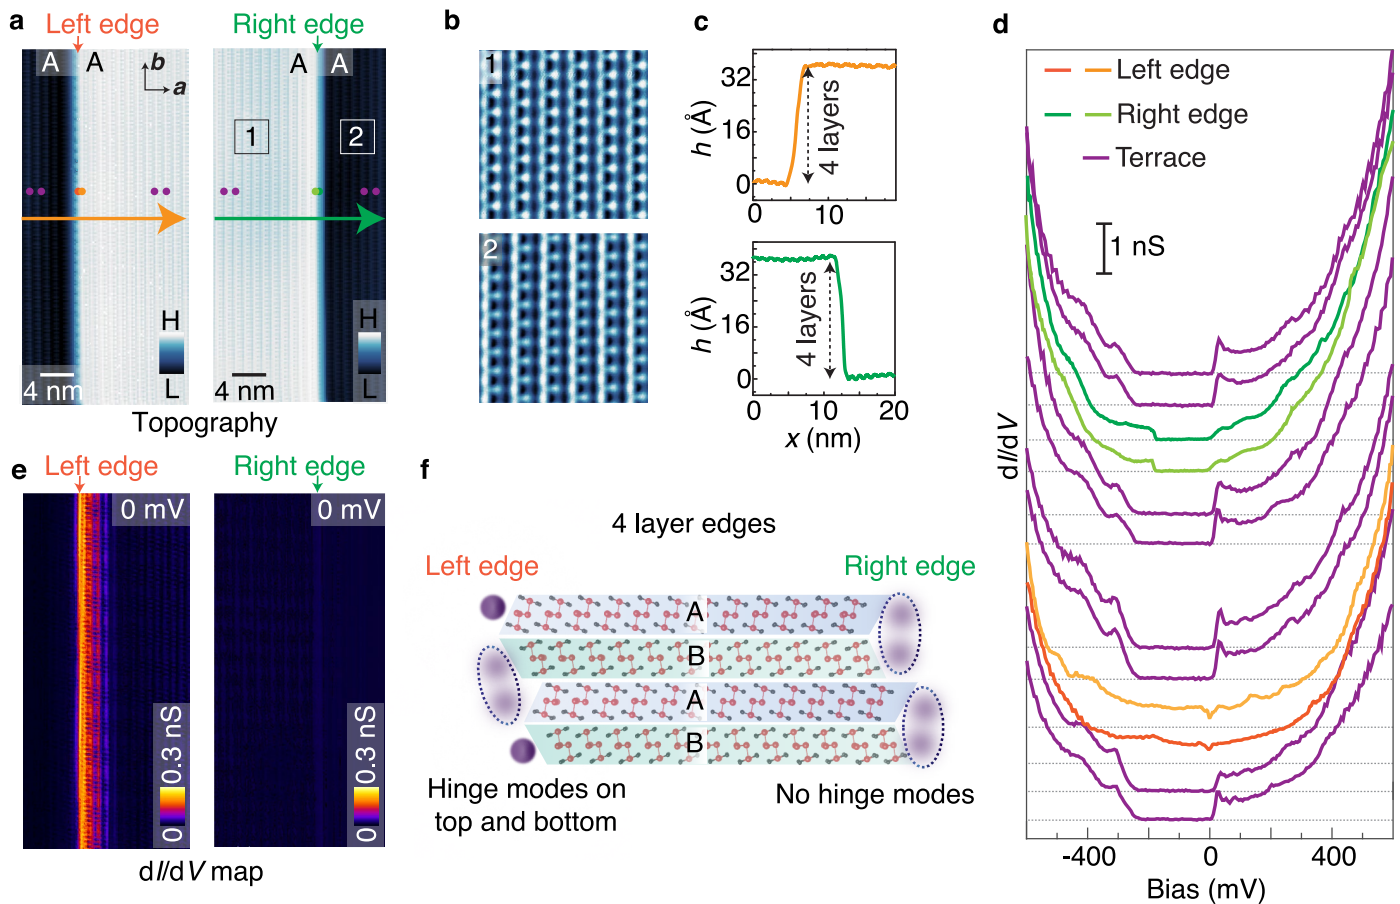 a
Left edge
Right edge
A
A
b
a
A
A
1
2
H
L
4 nm
H
L
4 nm
Topography
b
1
2
c
h (Å)
32
16
0
4 layers
0
10
h (Å)
32
16
0
4 layers
0
10
20
x (nm)
d
Left edge
Right edge
Terrace
1 nS
dI/dV
-400
0
400
Bias (mV)
e
Left edge
Right edge
0 mV
0 mV
0
0.3 nS
0
0.3 nS
dI/dV map
f
4 layer edges
Left edge
Right edge
A
B
A
B
Hinge modes on
top and bottom
No hinge modes